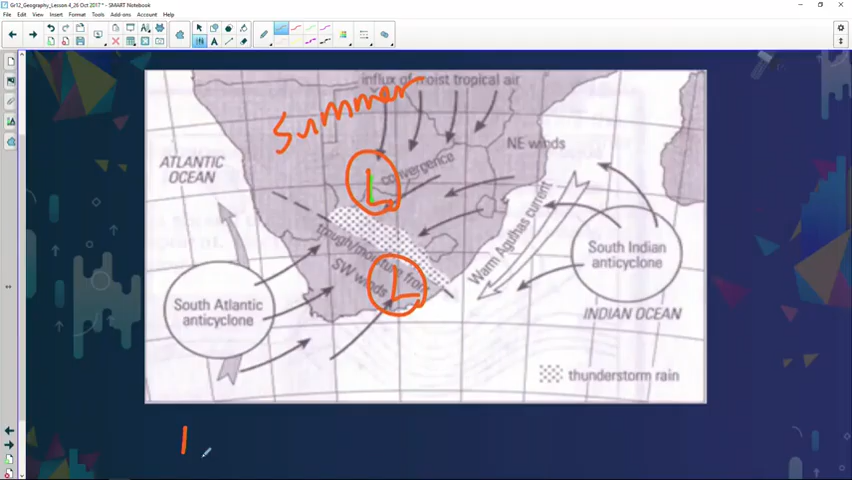 Gr12_Geography_Lesson 4_26 Oct 2017* - SMART Notebook
File Edit View Insert Format Tools Add-ons Account Help
influx of moist tropical air
Summer
ATLANTIC
OCEAN
NE winds
convergence
L
Warm Agulhas current
South Indian
anticyclone
trough/moisture front
SW winds
L
South Atlantic
anticyclone
INDIAN OCEAN
thunderstorm rain